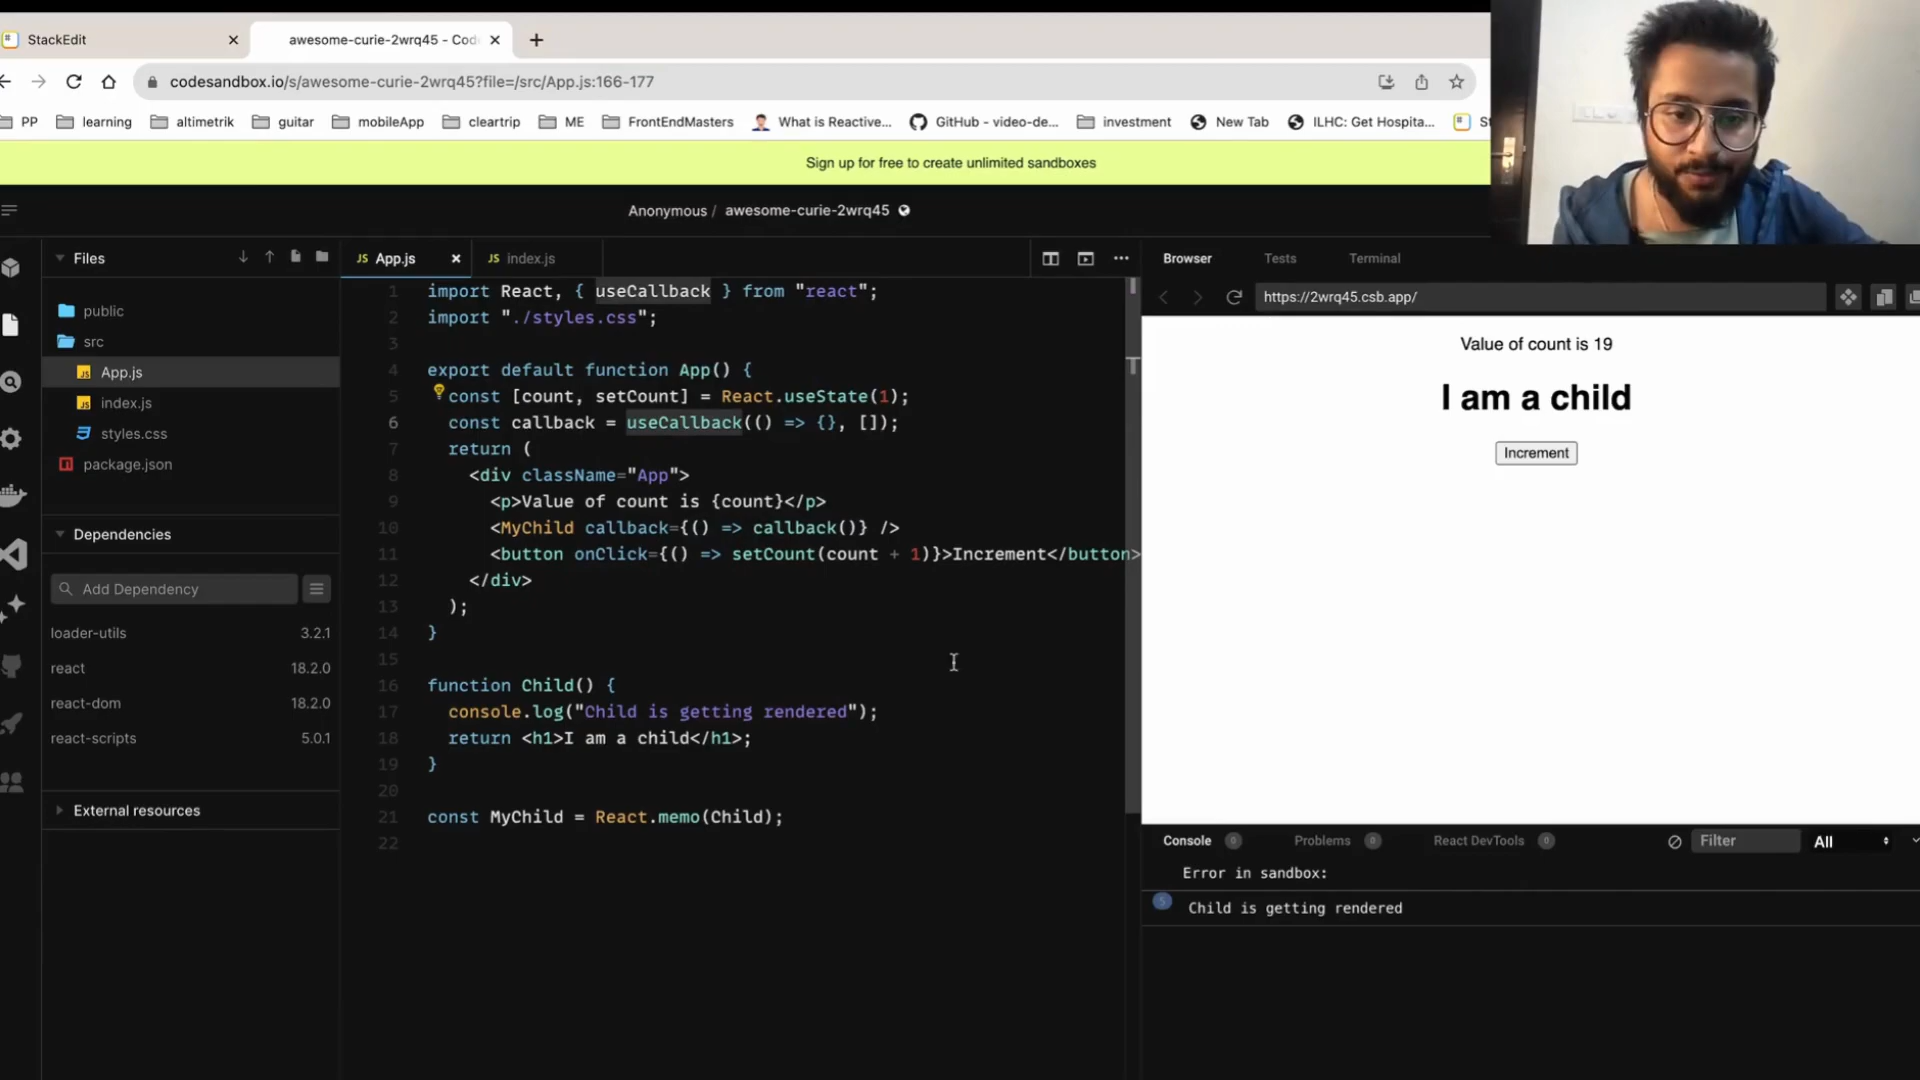 StackEdit
awesome-curie-2wrq45 - Cod
codesandbox.io/s/awesome-curie-2wrq45?file=/src/App.js:166-177
PP learning altimetrik guitar mobileApp cleartrip ME FrontEndMasters What is Reactive... GitHub - video-de... investment New Tab ILHC: Get Hospita... St
Sign up for free to create unlimited sandboxes
Anonymous / awesome-curie-2wrq45
Files
public
src
App.js
index.js
styles.css
package.json
Dependencies
Add Dependency
loader-utils 3.2.1
react 18.2.0
react-dom 18.2.0
react-scripts 5.0.1
External resources
JS App.js JS index.js
1 import React, { useCallback } from "react";
2 import "./styles.css";
3
4 export default function App() {
5 const [count, setCount] = React.useState(1);
6 const callback = useCallback(() => {}, []);
7 return (
8 <div className="App">
9 <p>Value of count is {count}</p>
10 <MyChild callback={() => callback()} />
11 <button onClick={() => setCount(count + 1)}>Increment</button>
12 </div>
13 );
14 }
15
16 function Child() {
17 console.log("Child is getting rendered");
18 return <h1>I am a child</h1>;
19 }
20
21 const MyChild = React.memo(Child);
22
Browser Tests Terminal
https://2wrq45.csb.app/
Value of count is 19
I am a child
Increment
Console 0 Problems 0 React DevTools 0 Filter All
Error in sandbox:
5 Child is getting rendered